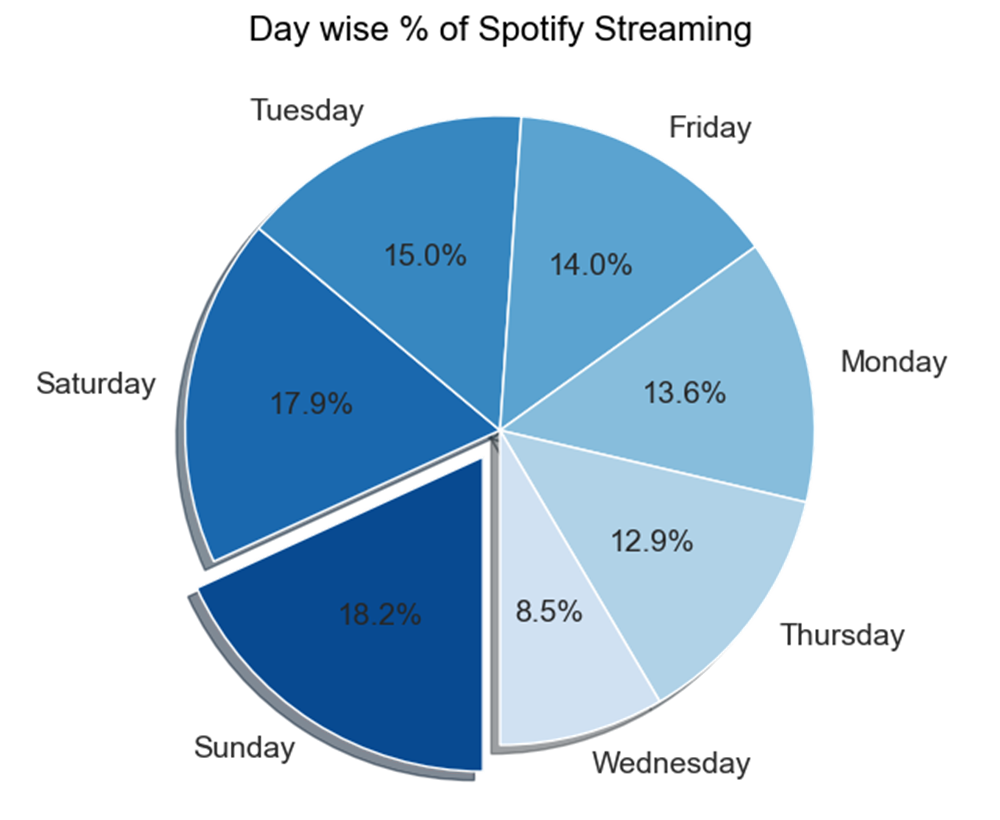 Day wise % of Spotify Streaming
Tuesday
Friday
15.0%
14.0%
Monday
Saturday
13.6%
17.9%
12.9%
18.2%
8.5%
Thursday
Sunday
Wednesday